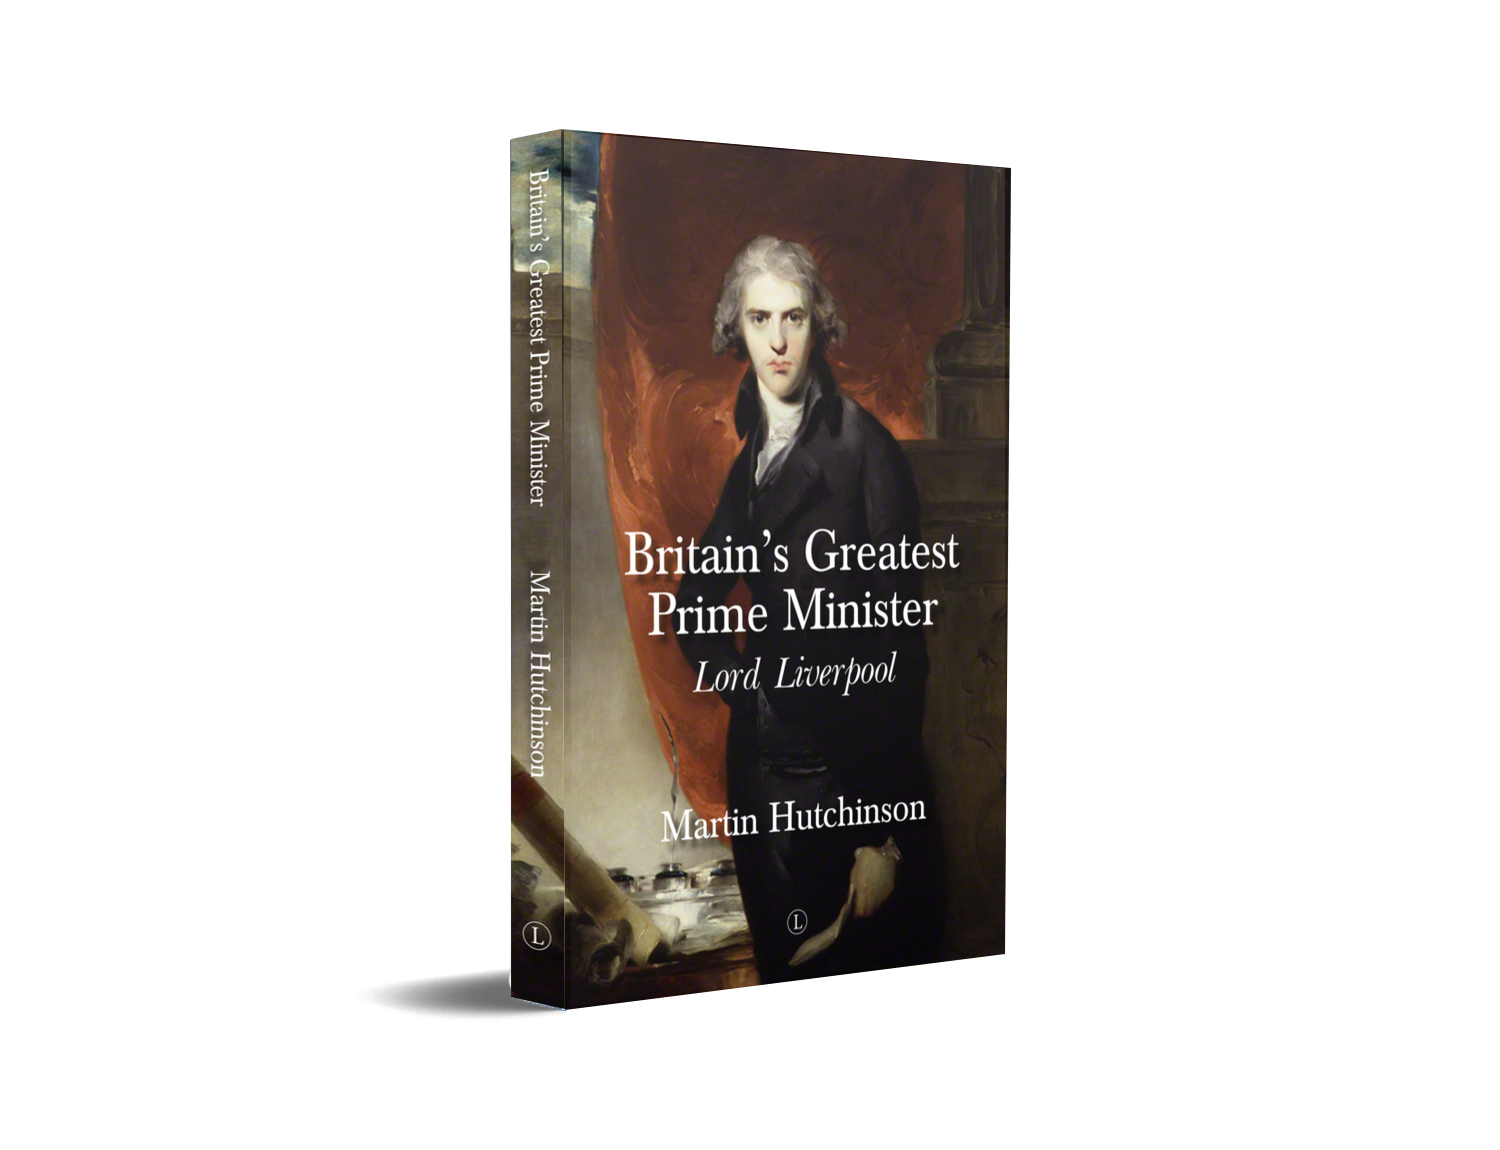 Britain's Greatest Prime Minister
Martin Hutchinson
L
Britain's Greatest
Prime Minister
Lord Liverpool
Martin Hutchinson
L